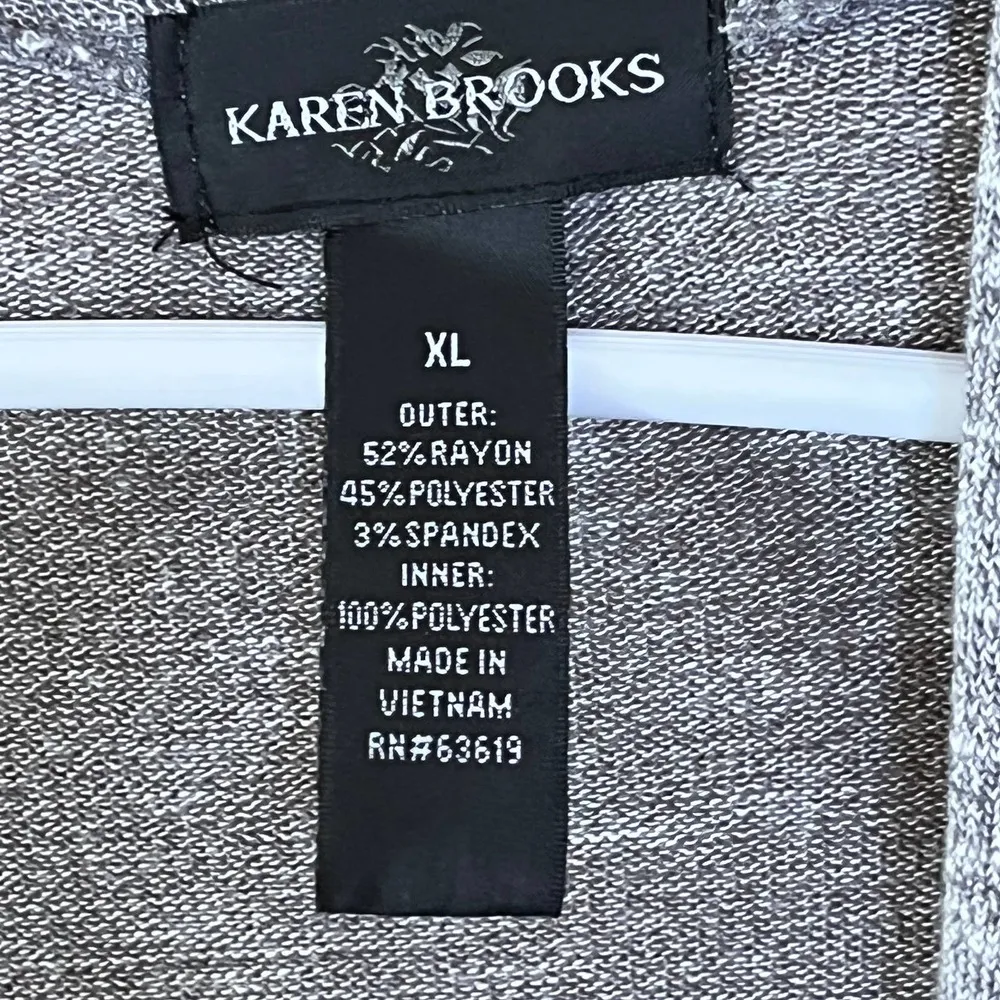 KAREN BROOKS
XL
OUTER:
52% RAYON
45% POLYESTER
3% SPANDEX
INNER:
100% POLYESTER
MADE IN
VIETNAM
RN#63619